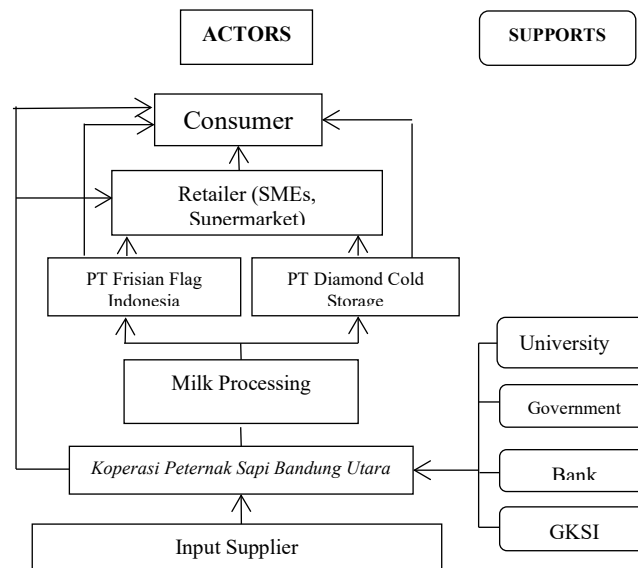 ACTORS
SUPPORTS
Consumer
Retailer (SMEs,
Supermarket)
PT Frisian Flag
Indonesia
PT Diamond Cold
Storage
University
Milk Processing
Government
Koperasi Peternak Sapi Bandung Utara
Bank
GKSI
Input Supplier